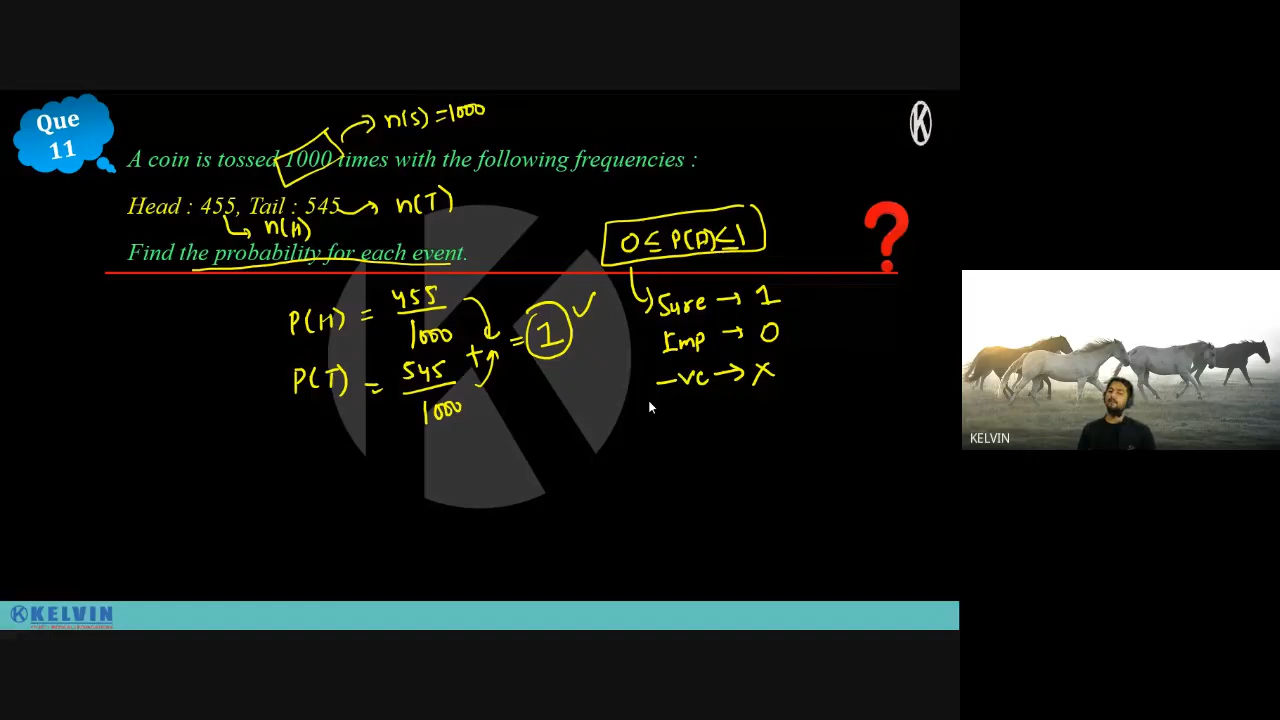 Que
11
n(S) = 1000
A coin is tossed 1000 times with the following frequencies :
Head : 455, Tail : 545
n(T)
n(H)
Find the probability for each event.
0 ≤ P(E) ≤ 1
P(H) = 455/1000
P(T) = 545/1000
+ = 1 ✓
Sure → 1
Imp → 0
-ve → X
?
K
KELVIN
KELVIN